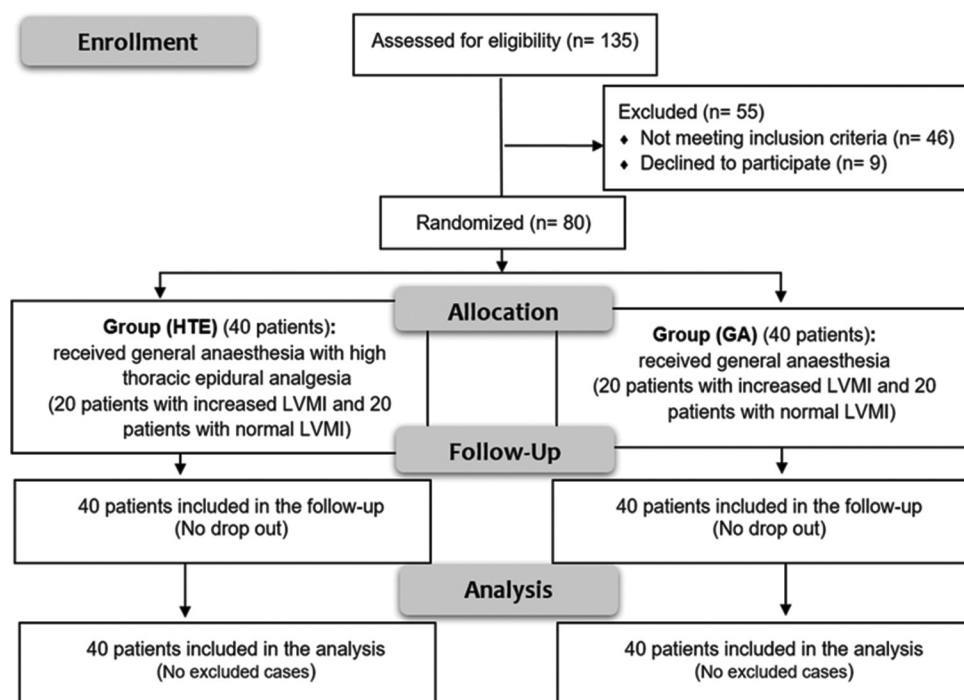 Enrollment
Assessed for eligibility (n= 135)
Excluded (n= 55)
♦ Not meeting inclusion criteria (n= 46)
♦ Declined to participate (n= 9)
Randomized (n= 80)
Allocation
Group (HTE) (40 patients):
received general anaesthesia with high
thoracic epidural analgesia
(20 patients with increased LVMI and 20
patients with normal LVMI)
Group (GA) (40 patients):
received general anaesthesia
(20 patients with increased LVMI and 20
patients with normal LVMI)
Follow-Up
40 patients included in the follow-up
(No drop out)
40 patients included in the follow-up
(No drop out)
Analysis
40 patients included in the analysis
(No excluded cases)
40 patients included in the analysis
(No excluded cases)